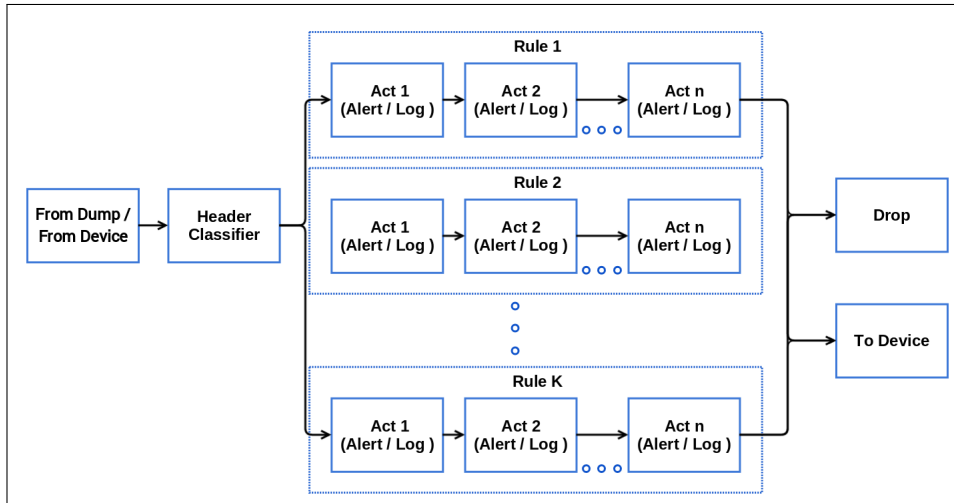 Rule 1
Act 1
(Alert / Log )
Act 2
(Alert / Log )
Act n
(Alert / Log )
Rule 2
From Dump /
From Device
Header
Classifier
Act 1
(Alert / Log )
Act 2
(Alert / Log )
Act n
(Alert / Log )
Drop
To Device
Rule K
Act 1
(Alert / Log )
Act 2
(Alert / Log )
Act n
(Alert / Log )